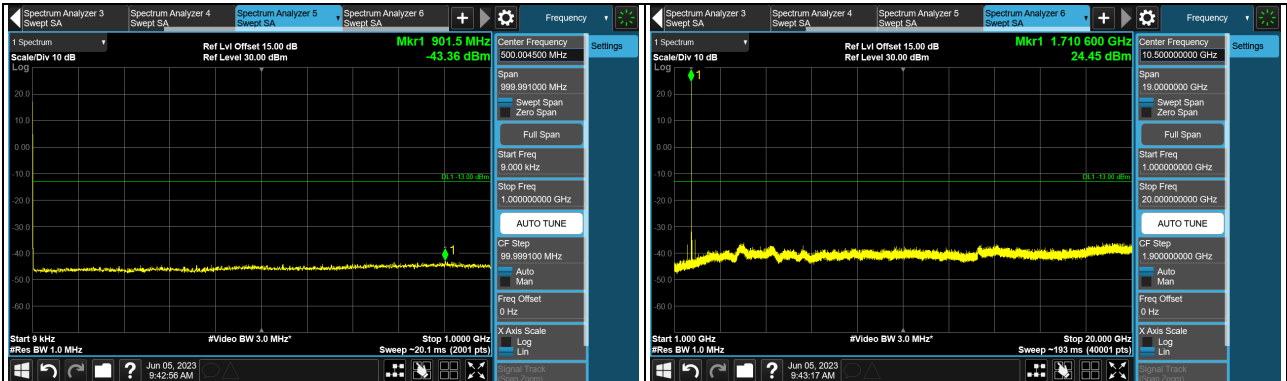 Spectrum Analyzer 3
Swept SA
Spectrum Analyzer 4
Swept SA
Spectrum Analyzer 5
Swept SA
Spectrum Analyzer 6
Swept SA
+
Frequency
1 Spectrum
Scale/Div 10 dB
Log
Ref Lvl Offset 15.00 dB
Ref Level 30.00 dBm
Mkr1 901.5 MHz
-43.36 dBm
20.0
10.0
0.00
-10.0
-20.0
-30.0
-40.0
-50.0
-60.0
DL1 -13.00 dBm
1
Start 9 kHz
#Res BW 1.0 MHz
#Video BW 3.0 MHz*
Stop 1.0000 GHz
Sweep ~20.1 ms (2001 pts)
Center Frequency
500.004500 MHz
Settings
Span
999.991000 MHz
Swept Span
Zero Span
Full Span
Start Freq
9.000 kHz
Stop Freq
1.000000000 GHz
AUTO TUNE
CF Step
99.999100 MHz
Auto
Man
Freq Offset
0 Hz
X Axis Scale
Log
Lin
Signal Track
(Span Zoom)
?
Jun 05, 2023
9:42:56 AM
Spectrum Analyzer 3
Swept SA
Spectrum Analyzer 4
Swept SA
Spectrum Analyzer 5
Swept SA
Spectrum Analyzer 6
Swept SA
+
Frequency
1 Spectrum
Scale/Div 10 dB
Log
Ref Lvl Offset 15.00 dB
Ref Level 30.00 dBm
Mkr1 1.710 600 GHz
24.45 dBm
1
20.0
10.0
0.00
-10.0
-20.0
-30.0
-40.0
-50.0
-60.0
DL1 -13.00 dBm
Start 1.000 GHz
#Res BW 1.0 MHz
#Video BW 3.0 MHz*
Stop 20.000 GHz
Sweep ~193 ms (40001 pts)
Center Frequency
10.500000000 GHz
Settings
Span
19.0000000 GHz
Swept Span
Zero Span
Full Span
Start Freq
1.000000000 GHz
Stop Freq
20.000000000 GHz
AUTO TUNE
CF Step
1.900000000 GHz
Auto
Man
Freq Offset
0 Hz
X Axis Scale
Log
Lin
Signal Track
(Span Zoom)
?
Jun 05, 2023
9:43:17 AM